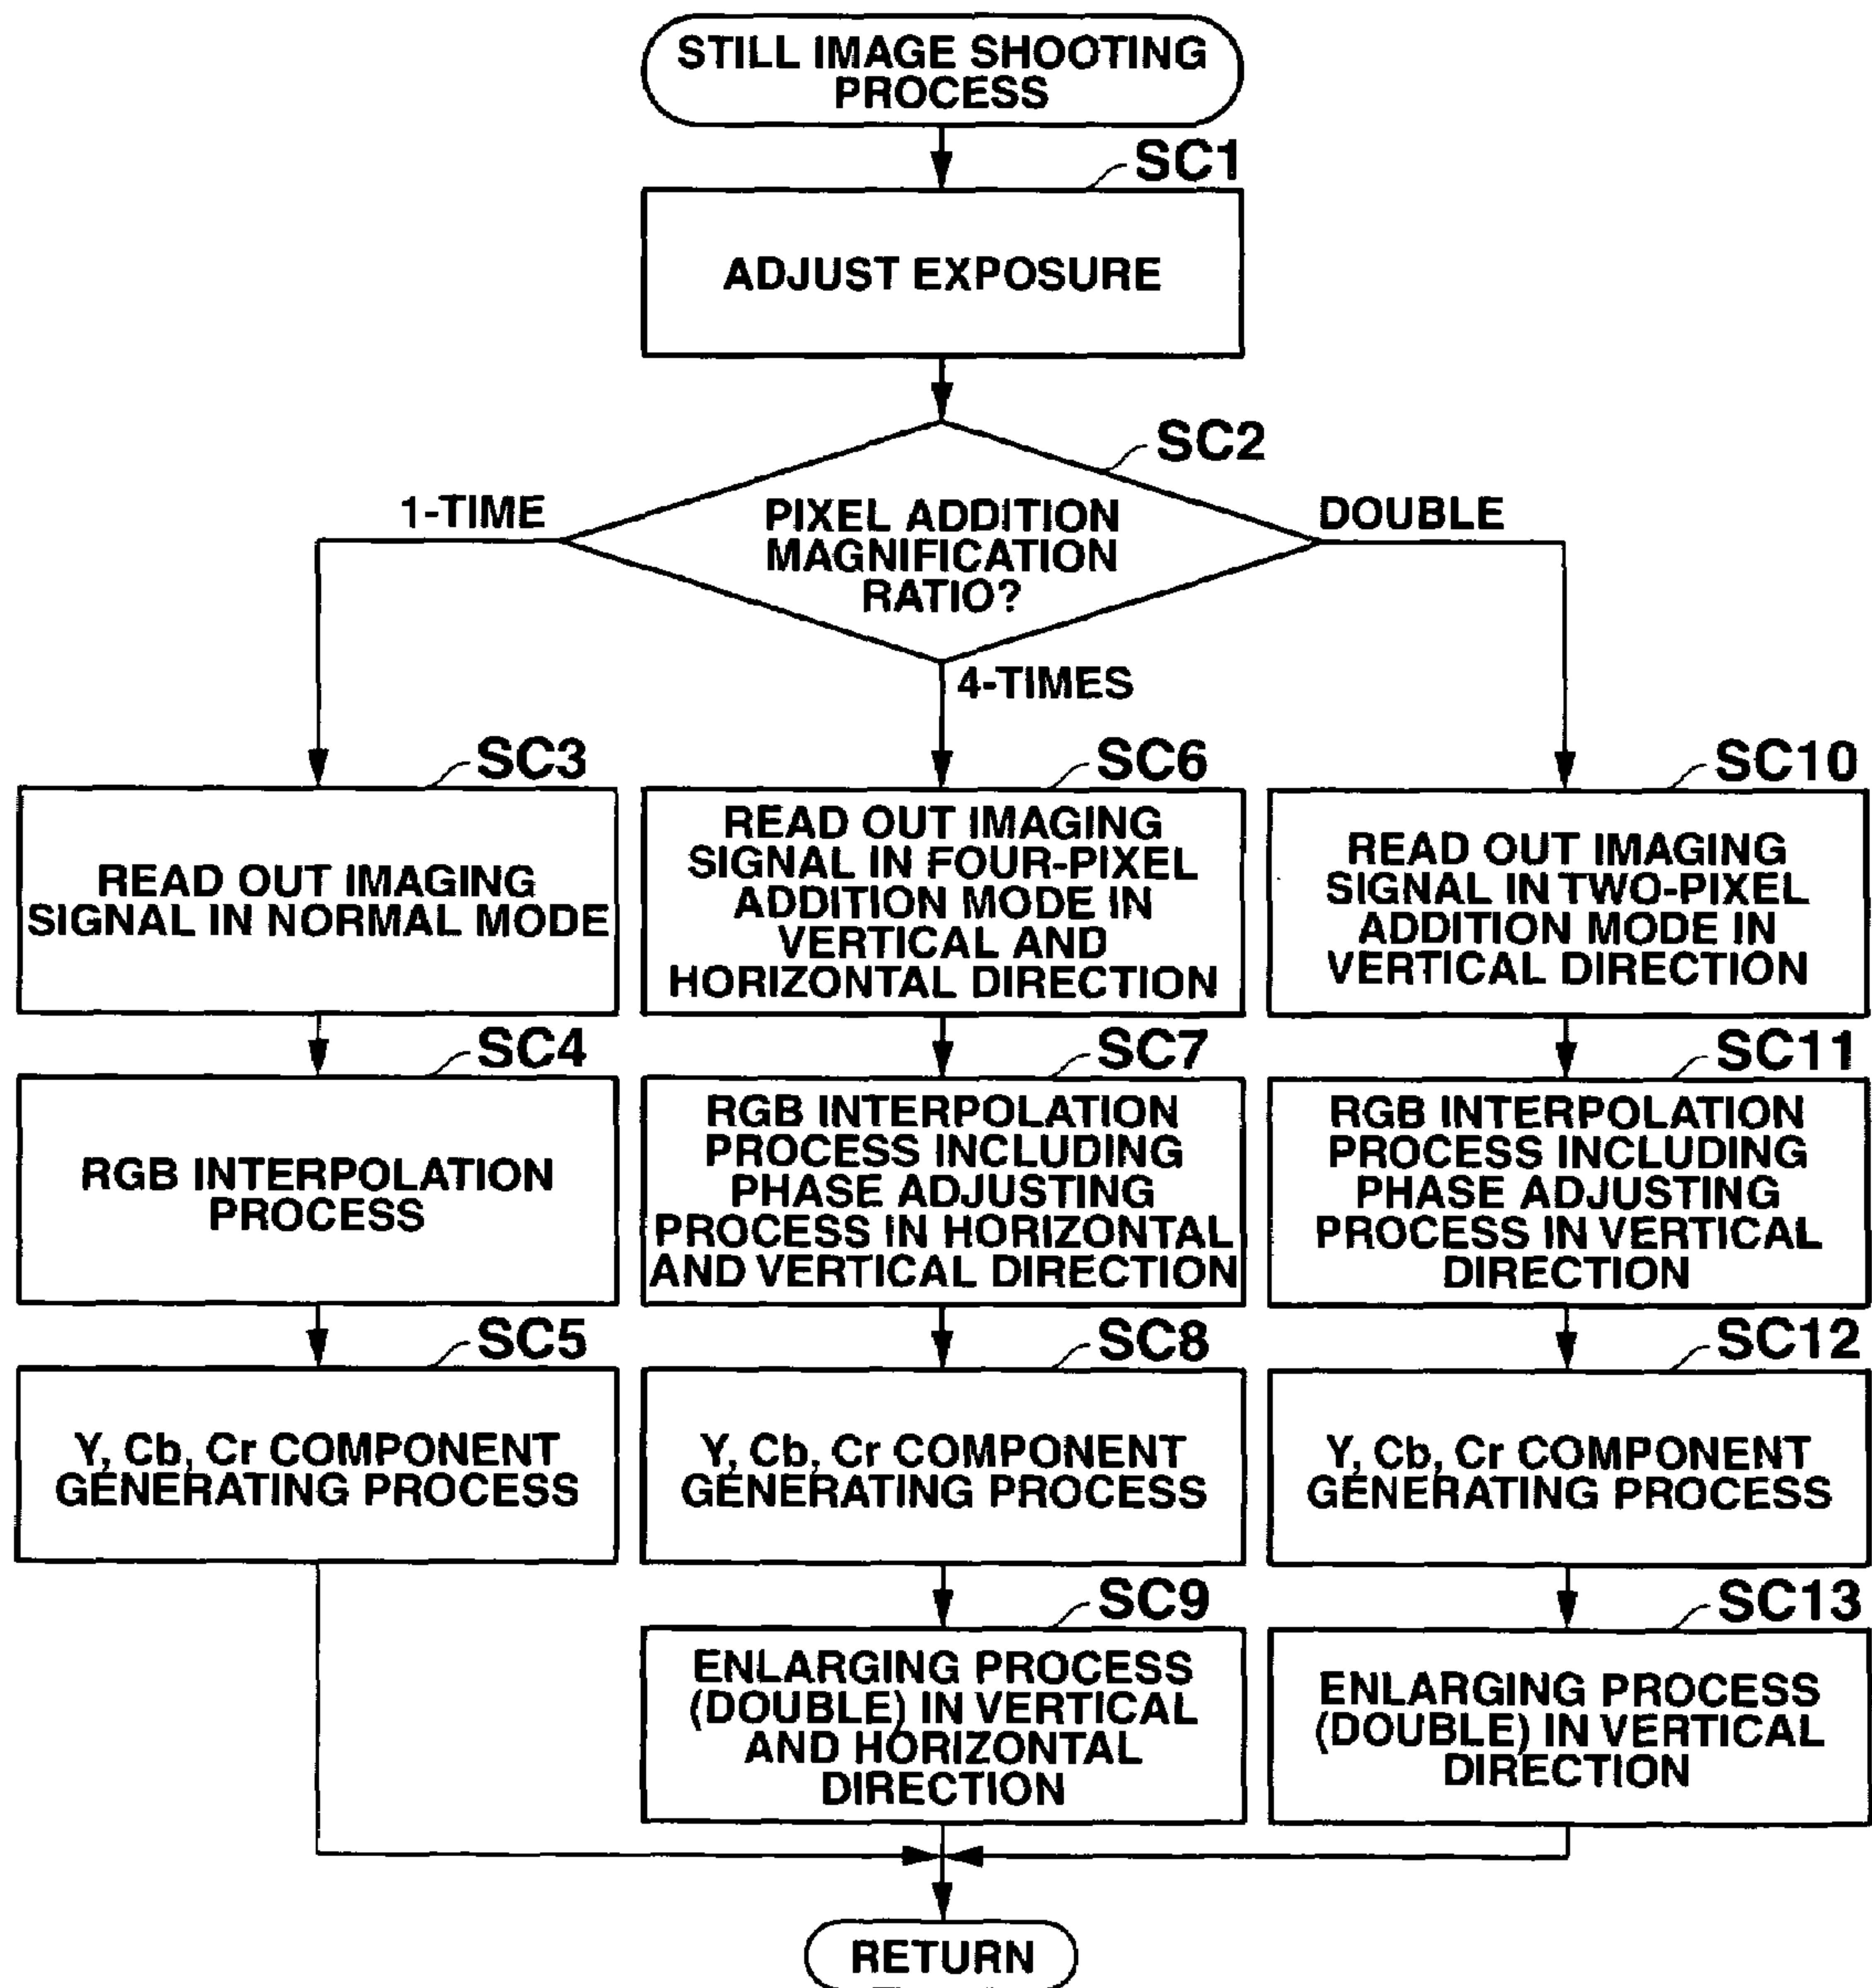 STILL IMAGE SHOOTING
PROCESS
SC1
ADJUST EXPOSURE
SC2
PIXEL ADDITION
MAGNIFICATION
RATIO?
1-TIME
DOUBLE
4-TIMES
SC3
READ OUT IMAGING
SIGNAL IN NORMAL MODE
SC4
RGB INTERPOLATION
PROCESS
SC5
Y, Cb, Cr COMPONENT
GENERATING PROCESS
SC6
READ OUT IMAGING
SIGNAL IN FOUR-PIXEL
ADDITION MODE IN
VERTICAL AND
HORIZONTAL DIRECTION
SC7
RGB INTERPOLATION
PROCESS INCLUDING
PHASE ADJUSTING
PROCESS IN HORIZONTAL
AND VERTICAL DIRECTION
SC8
Y, Cb, Cr COMPONENT
GENERATING PROCESS
SC9
ENLARGING PROCESS
(DOUBLE) IN VERTICAL
AND HORIZONTAL
DIRECTION
SC10
READ OUT IMAGING
SIGNAL IN TWO-PIXEL
ADDITION MODE IN
VERTICAL DIRECTION
SC11
RGB INTERPOLATION
PROCESS INCLUDING
PHASE ADJUSTING
PROCESS IN VERTICAL
DIRECTION
SC12
Y, Cb, Cr COMPONENT
GENERATING PROCESS
SC13
ENLARGING PROCESS
(DOUBLE) IN VERTICAL
DIRECTION
RETURN